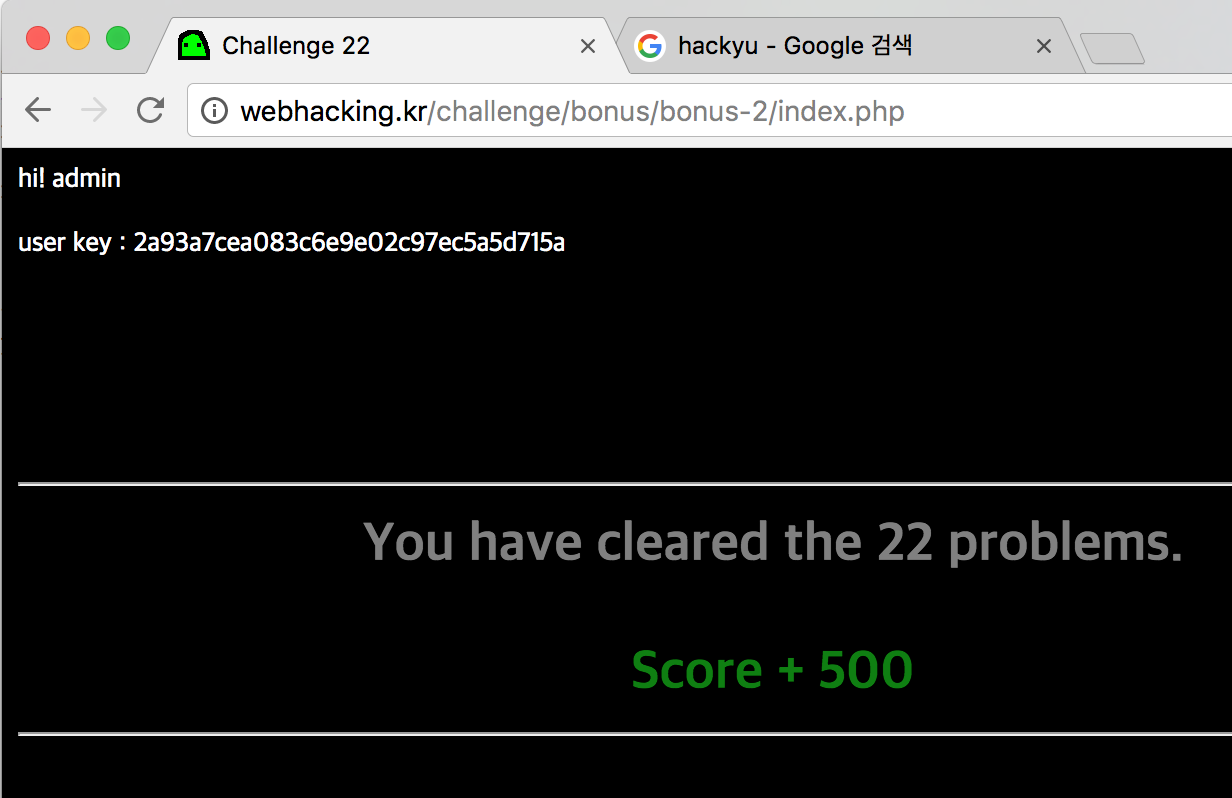 Challenge 22
hackyu - Google 검색
webhacking.kr/challenge/bonus/bonus-2/index.php
hi! admin
user key : 2a93a7cea083c6e9e02c97ec5a5d715a
You have cleared the 22 problems.
Score + 500